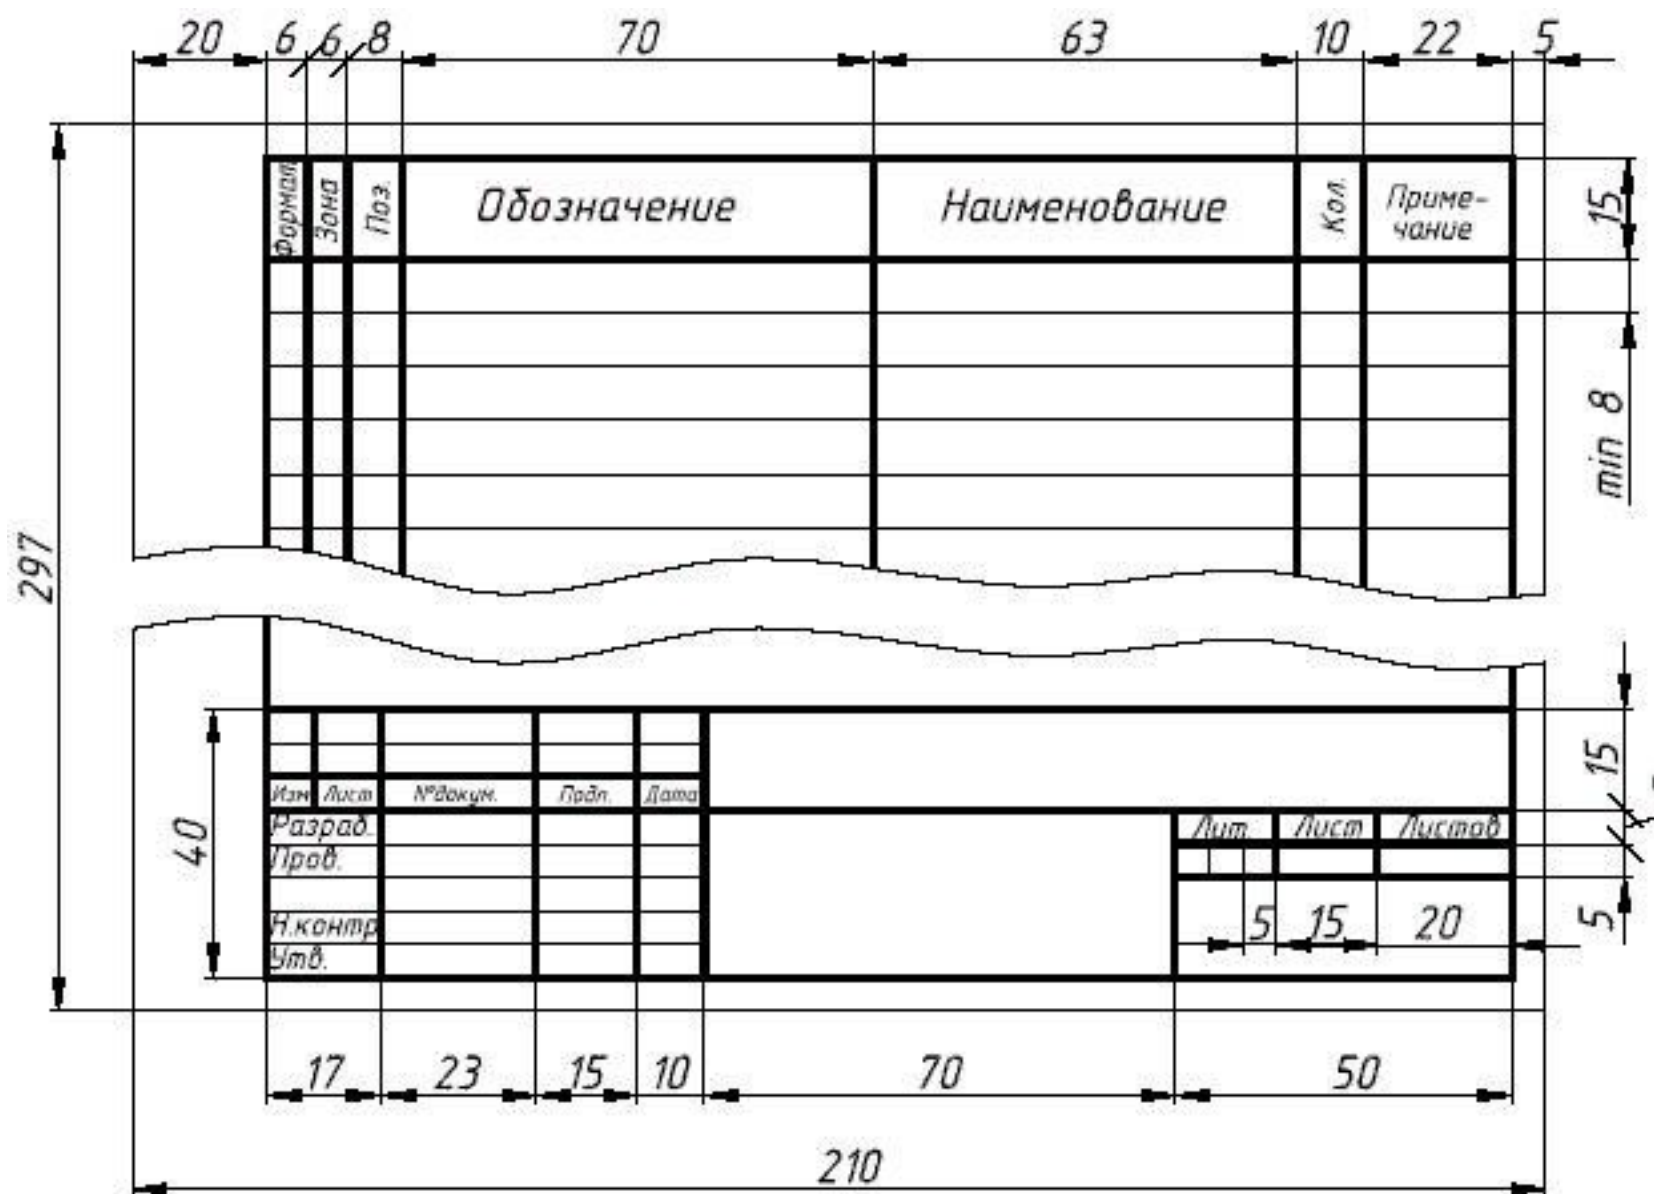 20 6 6 8 70 63 10 22 5
Формат Зона Поз. Обозначение Наименование Кол. Приме-
чание
15
min 8
297
15
Изм Лист №докум. Подп. Дата
40
Разраб. Лит Лист Листов
Пров.
5 15 20 5
Н.контр
Утв.
17 23 15 10 70 50
210